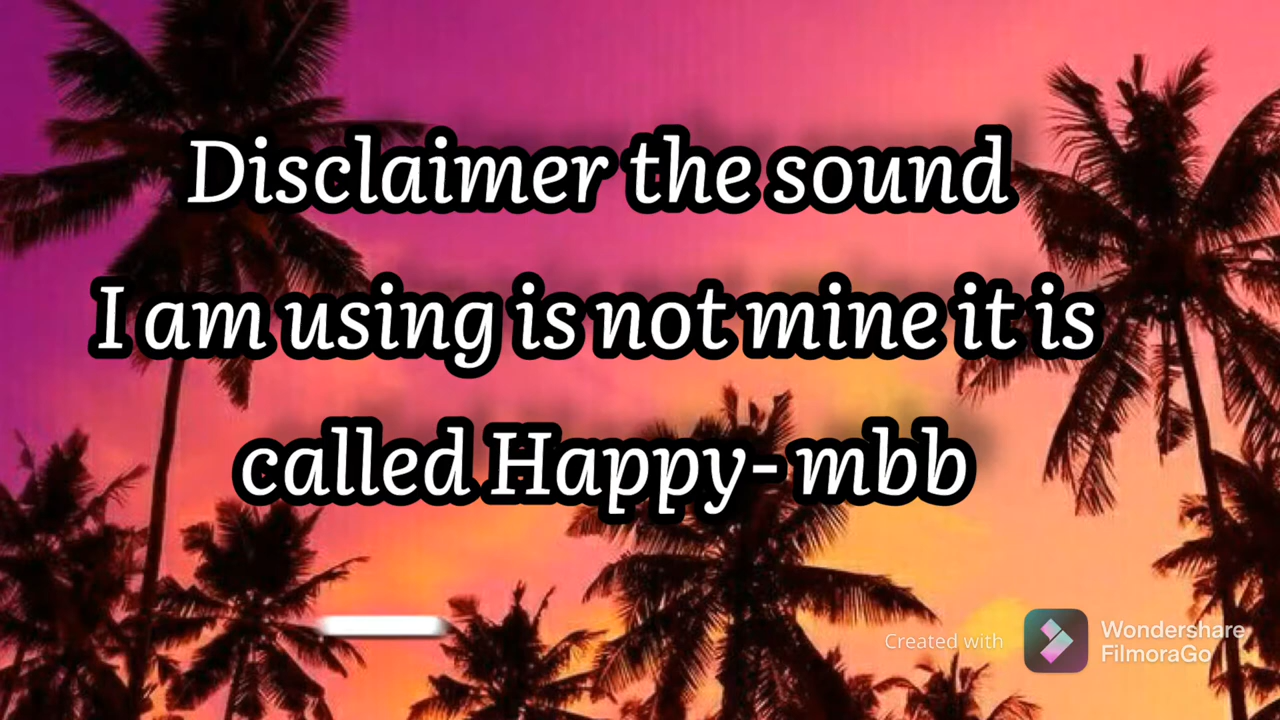 Disclaimer the sound
I am using is not mine it is
called Happy- mbb
Created with
Wondershare
FilmoraGo